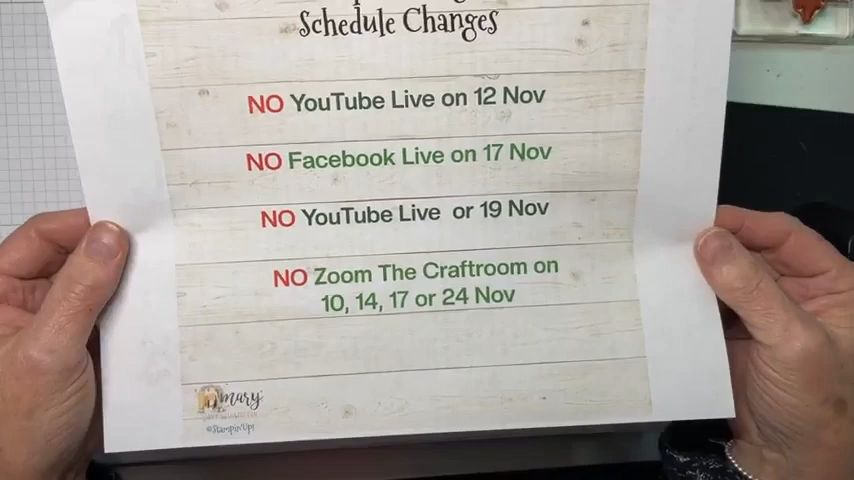 Schedule Changes
NO YouTube Live on 12 Nov
NO Facebook Live on 17 Nov
NO YouTube Live or 19 Nov
NO Zoom The Craftroom on
10, 14, 17 or 24 Nov
mary
@Stampin'Up!